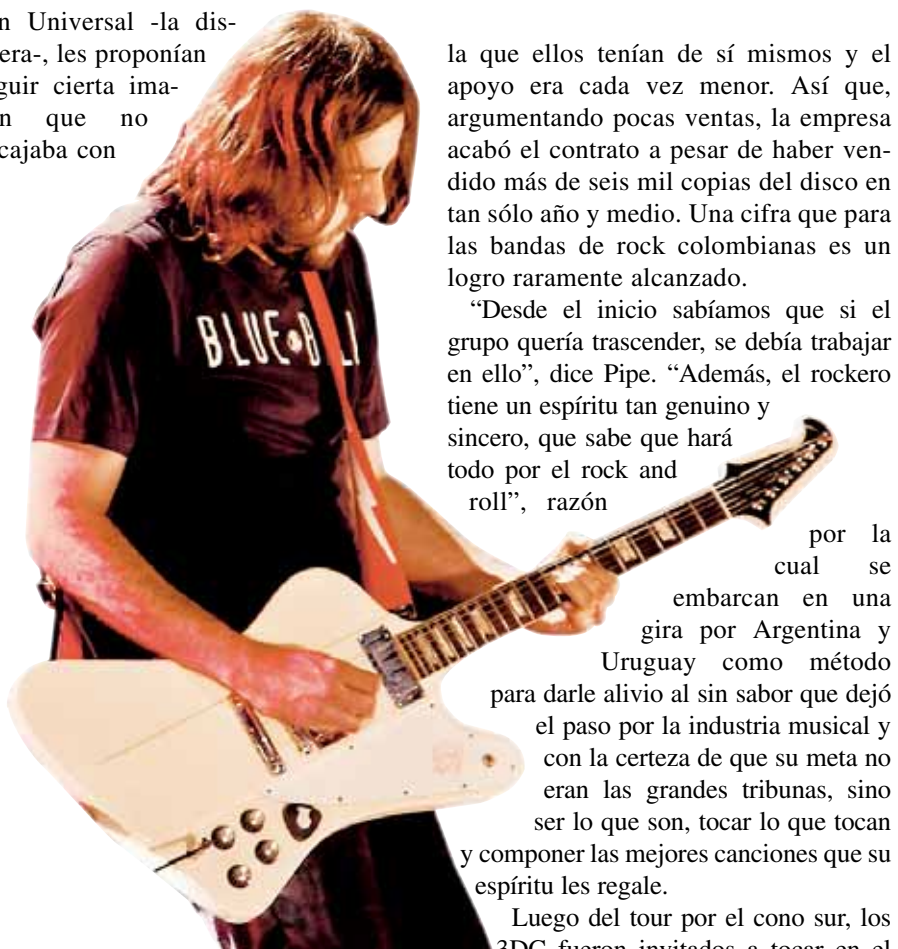 n Universal -la dis-
era-, les proponían
guir cierta ima-
n que no
cajaba con
BLUE
la que ellos tenían de sí mismos y el
apoyo era cada vez menor. Así que,
argumentando pocas ventas, la empresa
acabó el contrato a pesar de haber ven-
dido más de seis mil copias del disco en
tan sólo año y medio. Una cifra que para
las bandas de rock colombianas es un
logro raramente alcanzado.
“Desde el inicio sabíamos que si el
grupo quería trascender, se debía trabajar
en ello”, dice Pipe. “Además, el rockero
tiene un espíritu tan genuino y
sincero, que sabe que hará
todo por el rock and
roll”, razón
por la
cual se
embarcan en una
gira por Argentina y
Uruguay como método
para darle alivio al sin sabor que dejó
el paso por la industria musical y
con la certeza de que su meta no
eran las grandes tribunas, sino
ser lo que son, tocar lo que tocan
y componer las mejores canciones que su
espíritu les regale.
Luego del tour por el cono sur, los
3DC fueron invitados a tocar en el